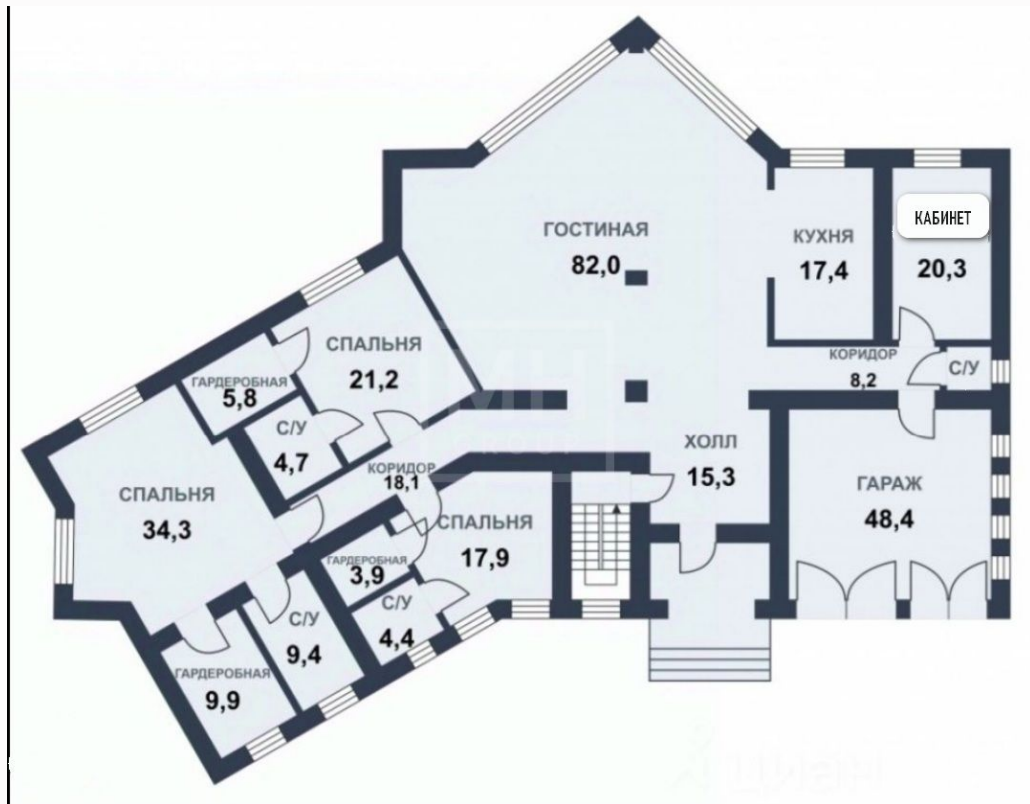 ГОСТИНАЯ
82,0
КУХНЯ
17,4
КАБИНЕТ
20,3
СПАЛЬНЯ
21,2
ГАРДЕРОБНАЯ
5,8
С/У
4,7
КОРИДОР
8,2
С/У
КОРИДОР
18,1
ХОЛЛ
15,3
ГАРАЖ
48,4
СПАЛЬНЯ
34,3
СПАЛЬНЯ
17,9
ГАРДЕРОБНАЯ
3,9
С/У
4,4
С/У
9,4
ГАРДЕРОБНАЯ
9,9